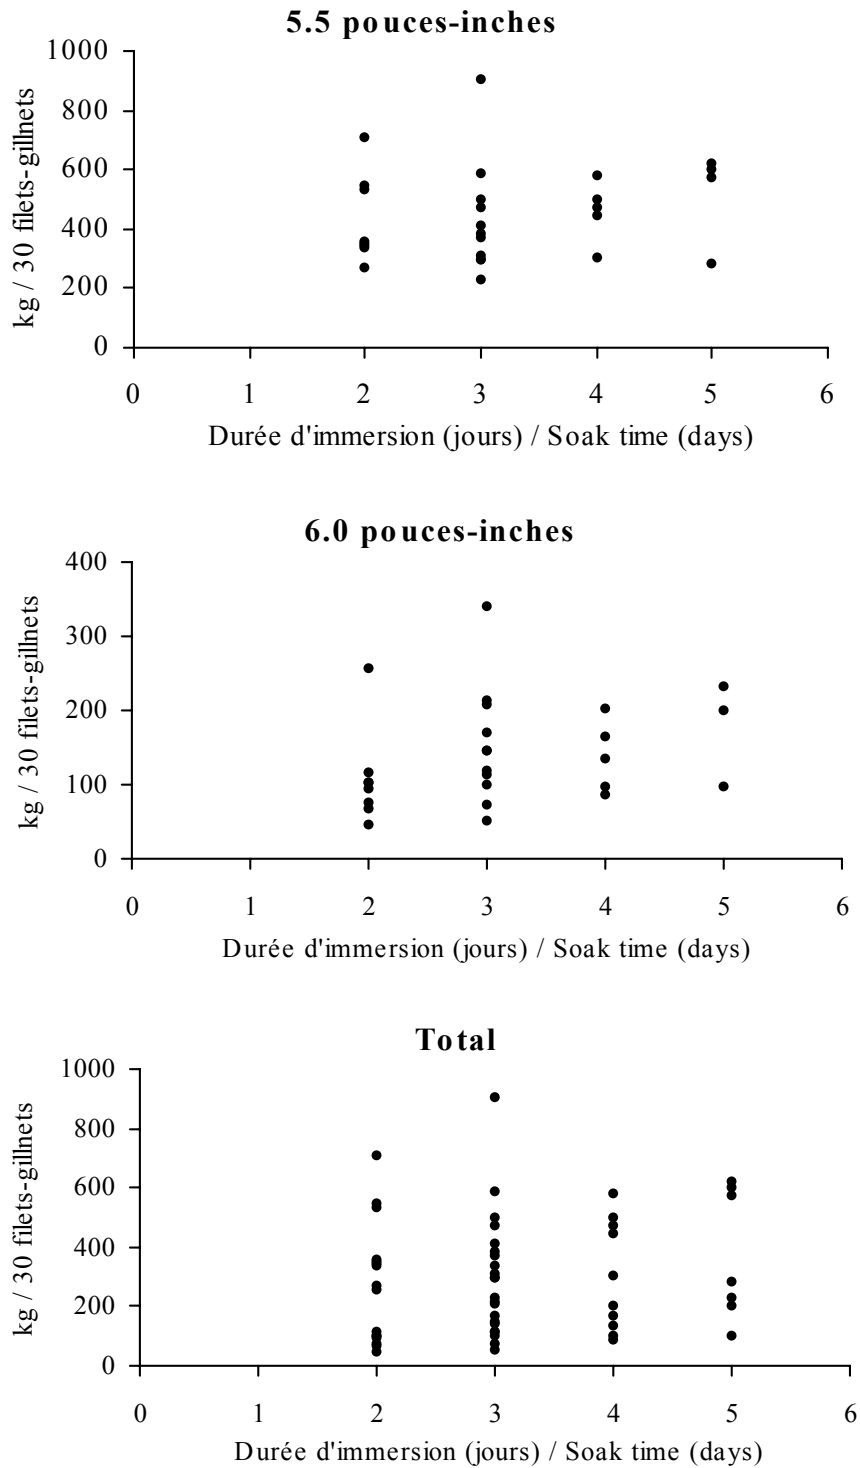 5.5 pouces-inches
1000
800
600
400
200
0
kg / 30 filets-gillnets
0 1 2 3 4 5 6
Durée d'immersion (jours) / Soak time (days)
6.0 pouces-inches
400
300
200
100
0
kg / 30 filets-gillnets
0 1 2 3 4 5 6
Durée d'immersion (jours) / Soak time (days)
Total
1000
800
600
400
200
0
kg / 30 filets-gillnets
0 1 2 3 4 5 6
Durée d'immersion (jours) / Soak time (days)